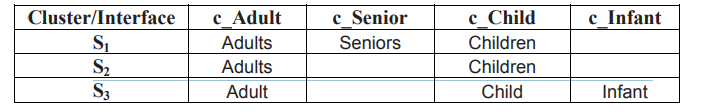 Cluster/Interface c_Adult c_Senior c_Child c_Infant
S1 Adults Seniors Children
S2 Adults Children
S3 Adult Child Infant